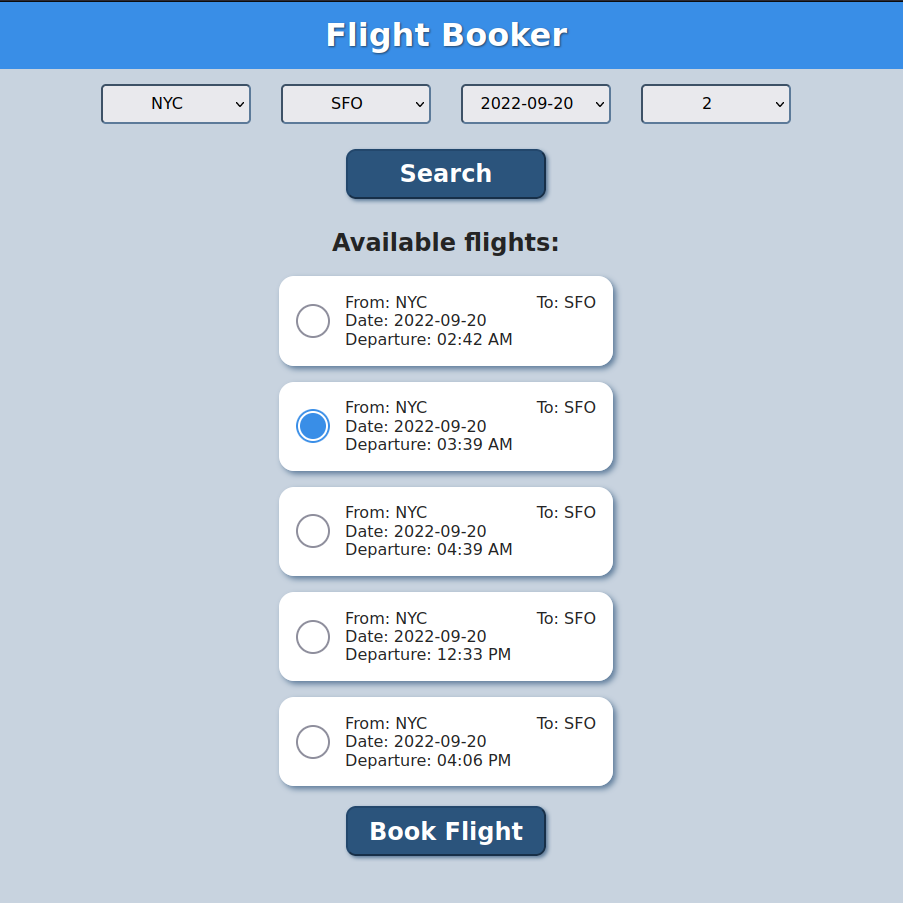 Flight Booker
NYC SFO 2022-09-20 2
Search
Available flights:
From: NYC To: SFO
Date: 2022-09-20
Departure: 02:42 AM
From: NYC To: SFO
Date: 2022-09-20
Departure: 03:39 AM
From: NYC To: SFO
Date: 2022-09-20
Departure: 04:39 AM
From: NYC To: SFO
Date: 2022-09-20
Departure: 12:33 PM
From: NYC To: SFO
Date: 2022-09-20
Departure: 04:06 PM
Book Flight